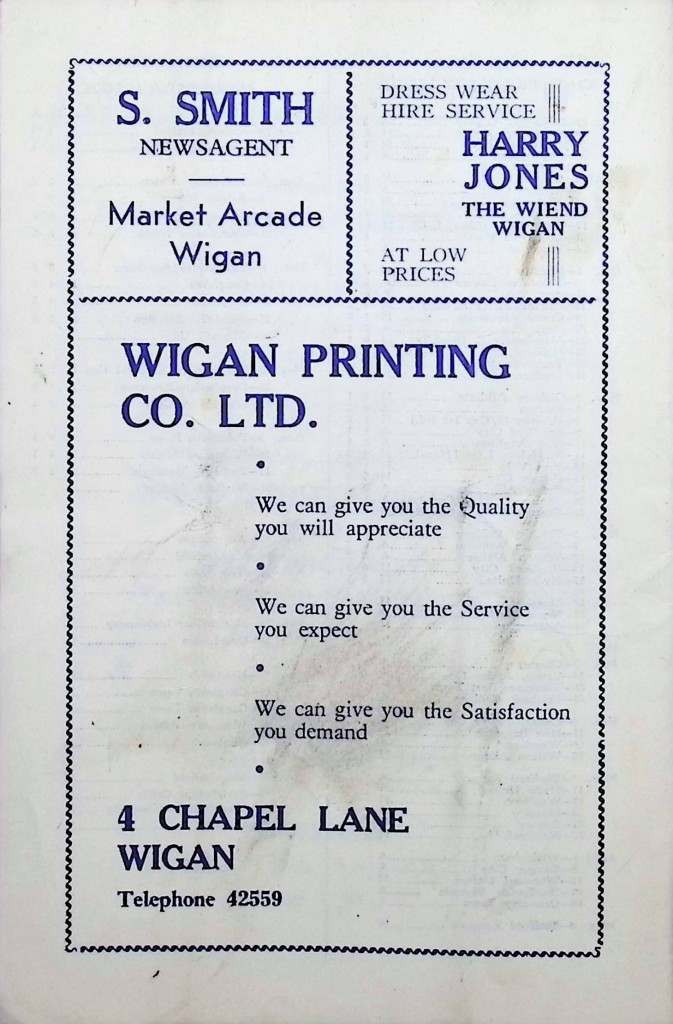 S. SMITH
NEWSAGENT
Market Arcade
Wigan
DRESS WEAR
HIRE SERVICE
HARRY
JONES
THE WIEND
WIGAN
AT LOW
PRICES
WIGAN PRINTING
CO. LTD.
We can give you the Quality
you will appreciate
We can give you the Service
you expect
We can give you the Satisfaction
you demand
4 CHAPEL LANE
WIGAN
Telephone 42559